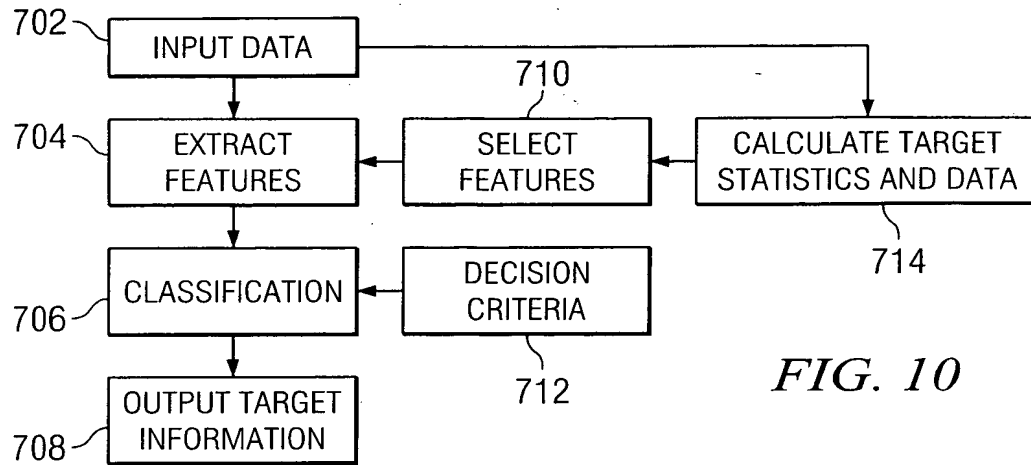 702
INPUT DATA
710
704
EXTRACT
FEATURES
SELECT
FEATURES
CALCULATE TARGET
STATISTICS AND DATA
714
706
CLASSIFICATION
DECISION
CRITERIA
712
708
OUTPUT TARGET
INFORMATION
FIG. 10